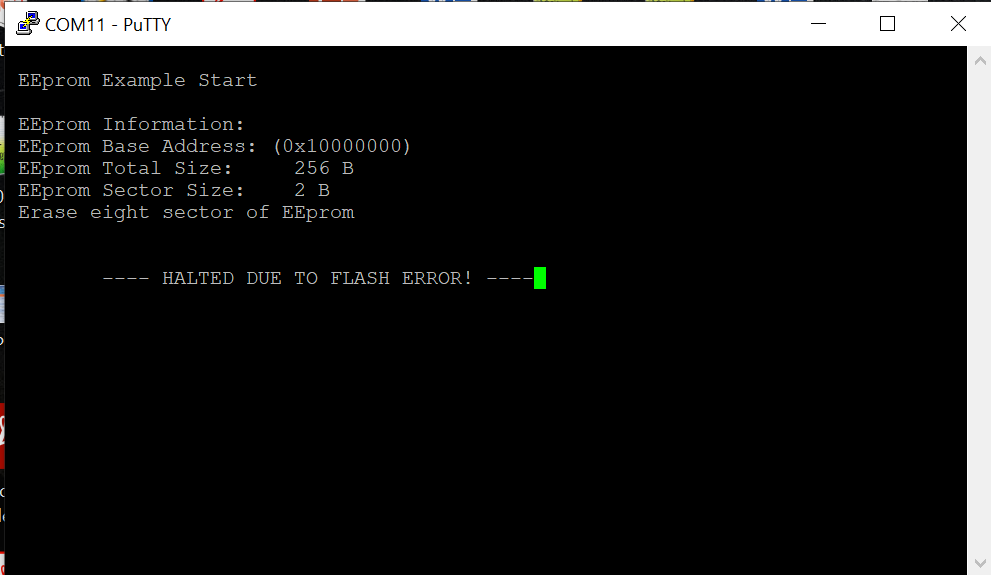 COM11 - PuTTY
EEprom Example Start
EEprom Information:
EEprom Base Address: (0x10000000)
EEprom Total Size:     256 B
EEprom Sector Size:    2 B
Erase eight sector of EEprom
---- HALTED DUE TO FLASH ERROR! ----